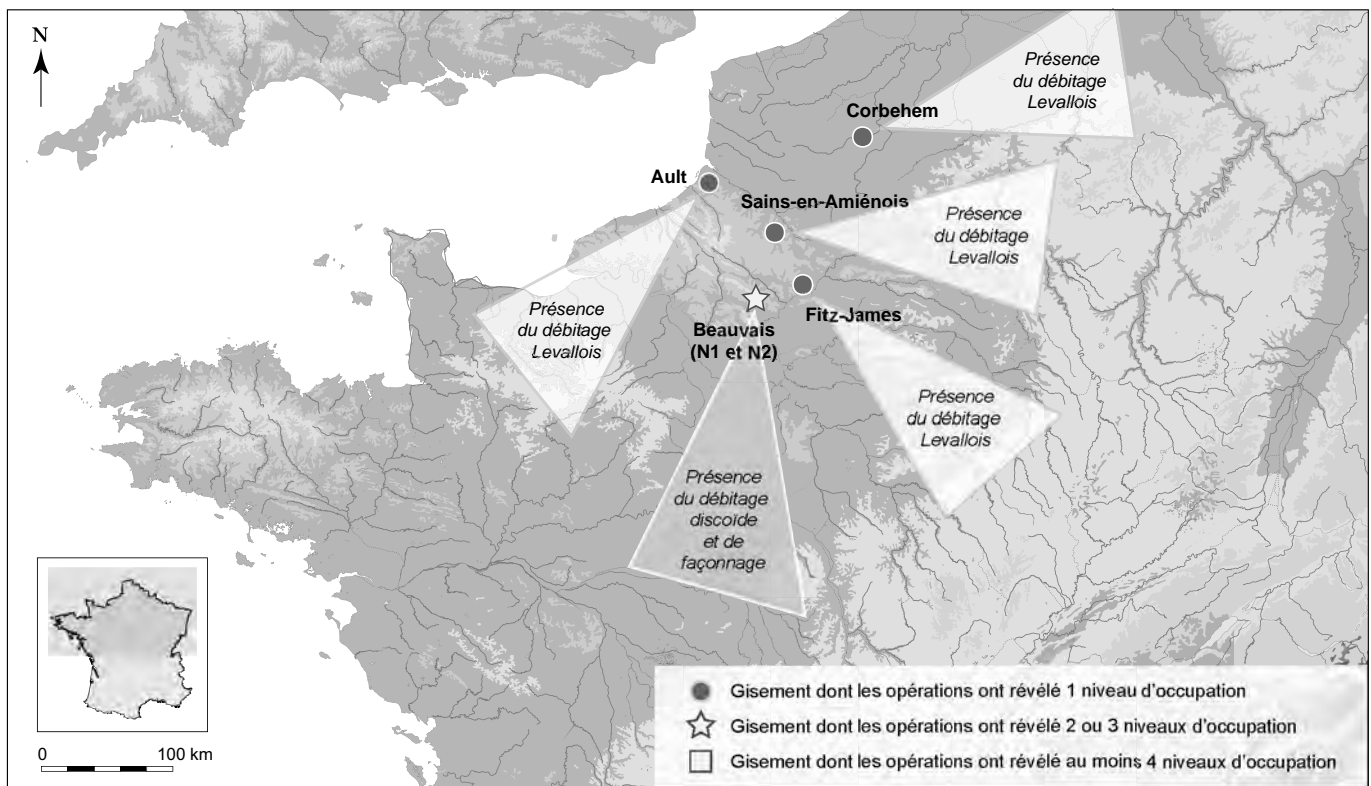 N
Présence
du débitage
Levallois
Corbehem
Ault
Sains-en-Amiénois
Présence
du débitage
Levallois
Présence
du débitage
Levallois
Beauvais
(N1 et N2)
Fitz-James
Présence
du débitage
Levallois
Présence
du débitage
discoïde
et de
façonnage
0 100 km
Gisement dont les opérations ont révélé 1 niveau d'occupation
Gisement dont les opérations ont révélé 2 ou 3 niveaux d'occupation
Gisement dont les opérations ont révélé au moins 4 niveaux d'occupation